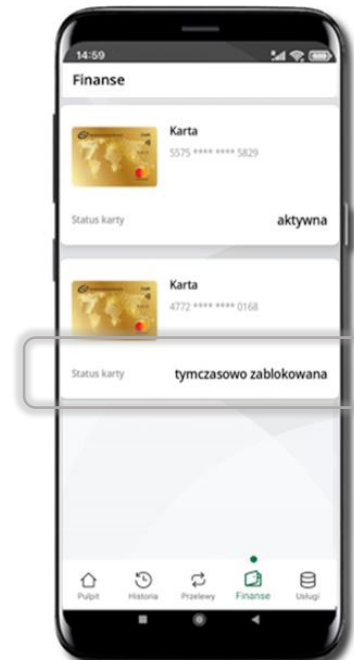 14:59
Finanse
Karta
5575 **** **** 5829
Status karty
aktywna
Karta
4772 **** **** 0168
Status karty
tymczasowo zablokowana
Pulpit
Historia
Przelewy
Finanse
Usługi